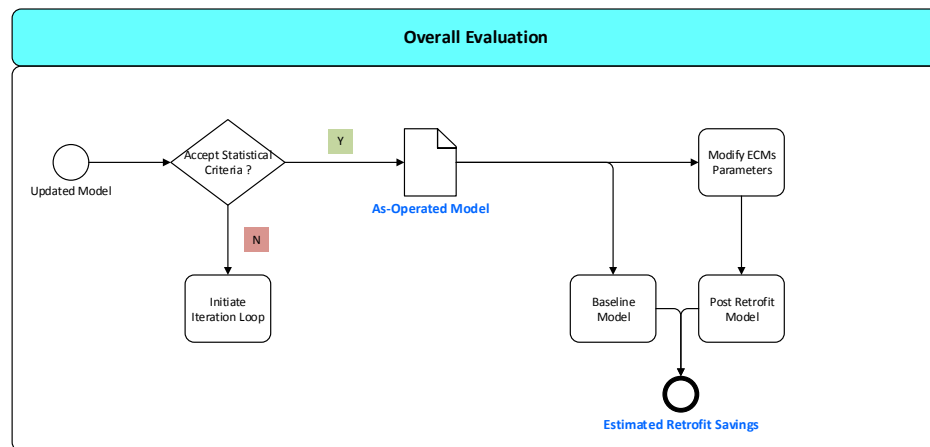 Overall Evaluation
Updated Model
Accept Statistical
Criteria ?
Y
N
Initiate
Iteration Loop
As-Operated Model
Modify ECMs
Parameters
Baseline
Model
Post Retrofit
Model
Estimated Retrofit Savings